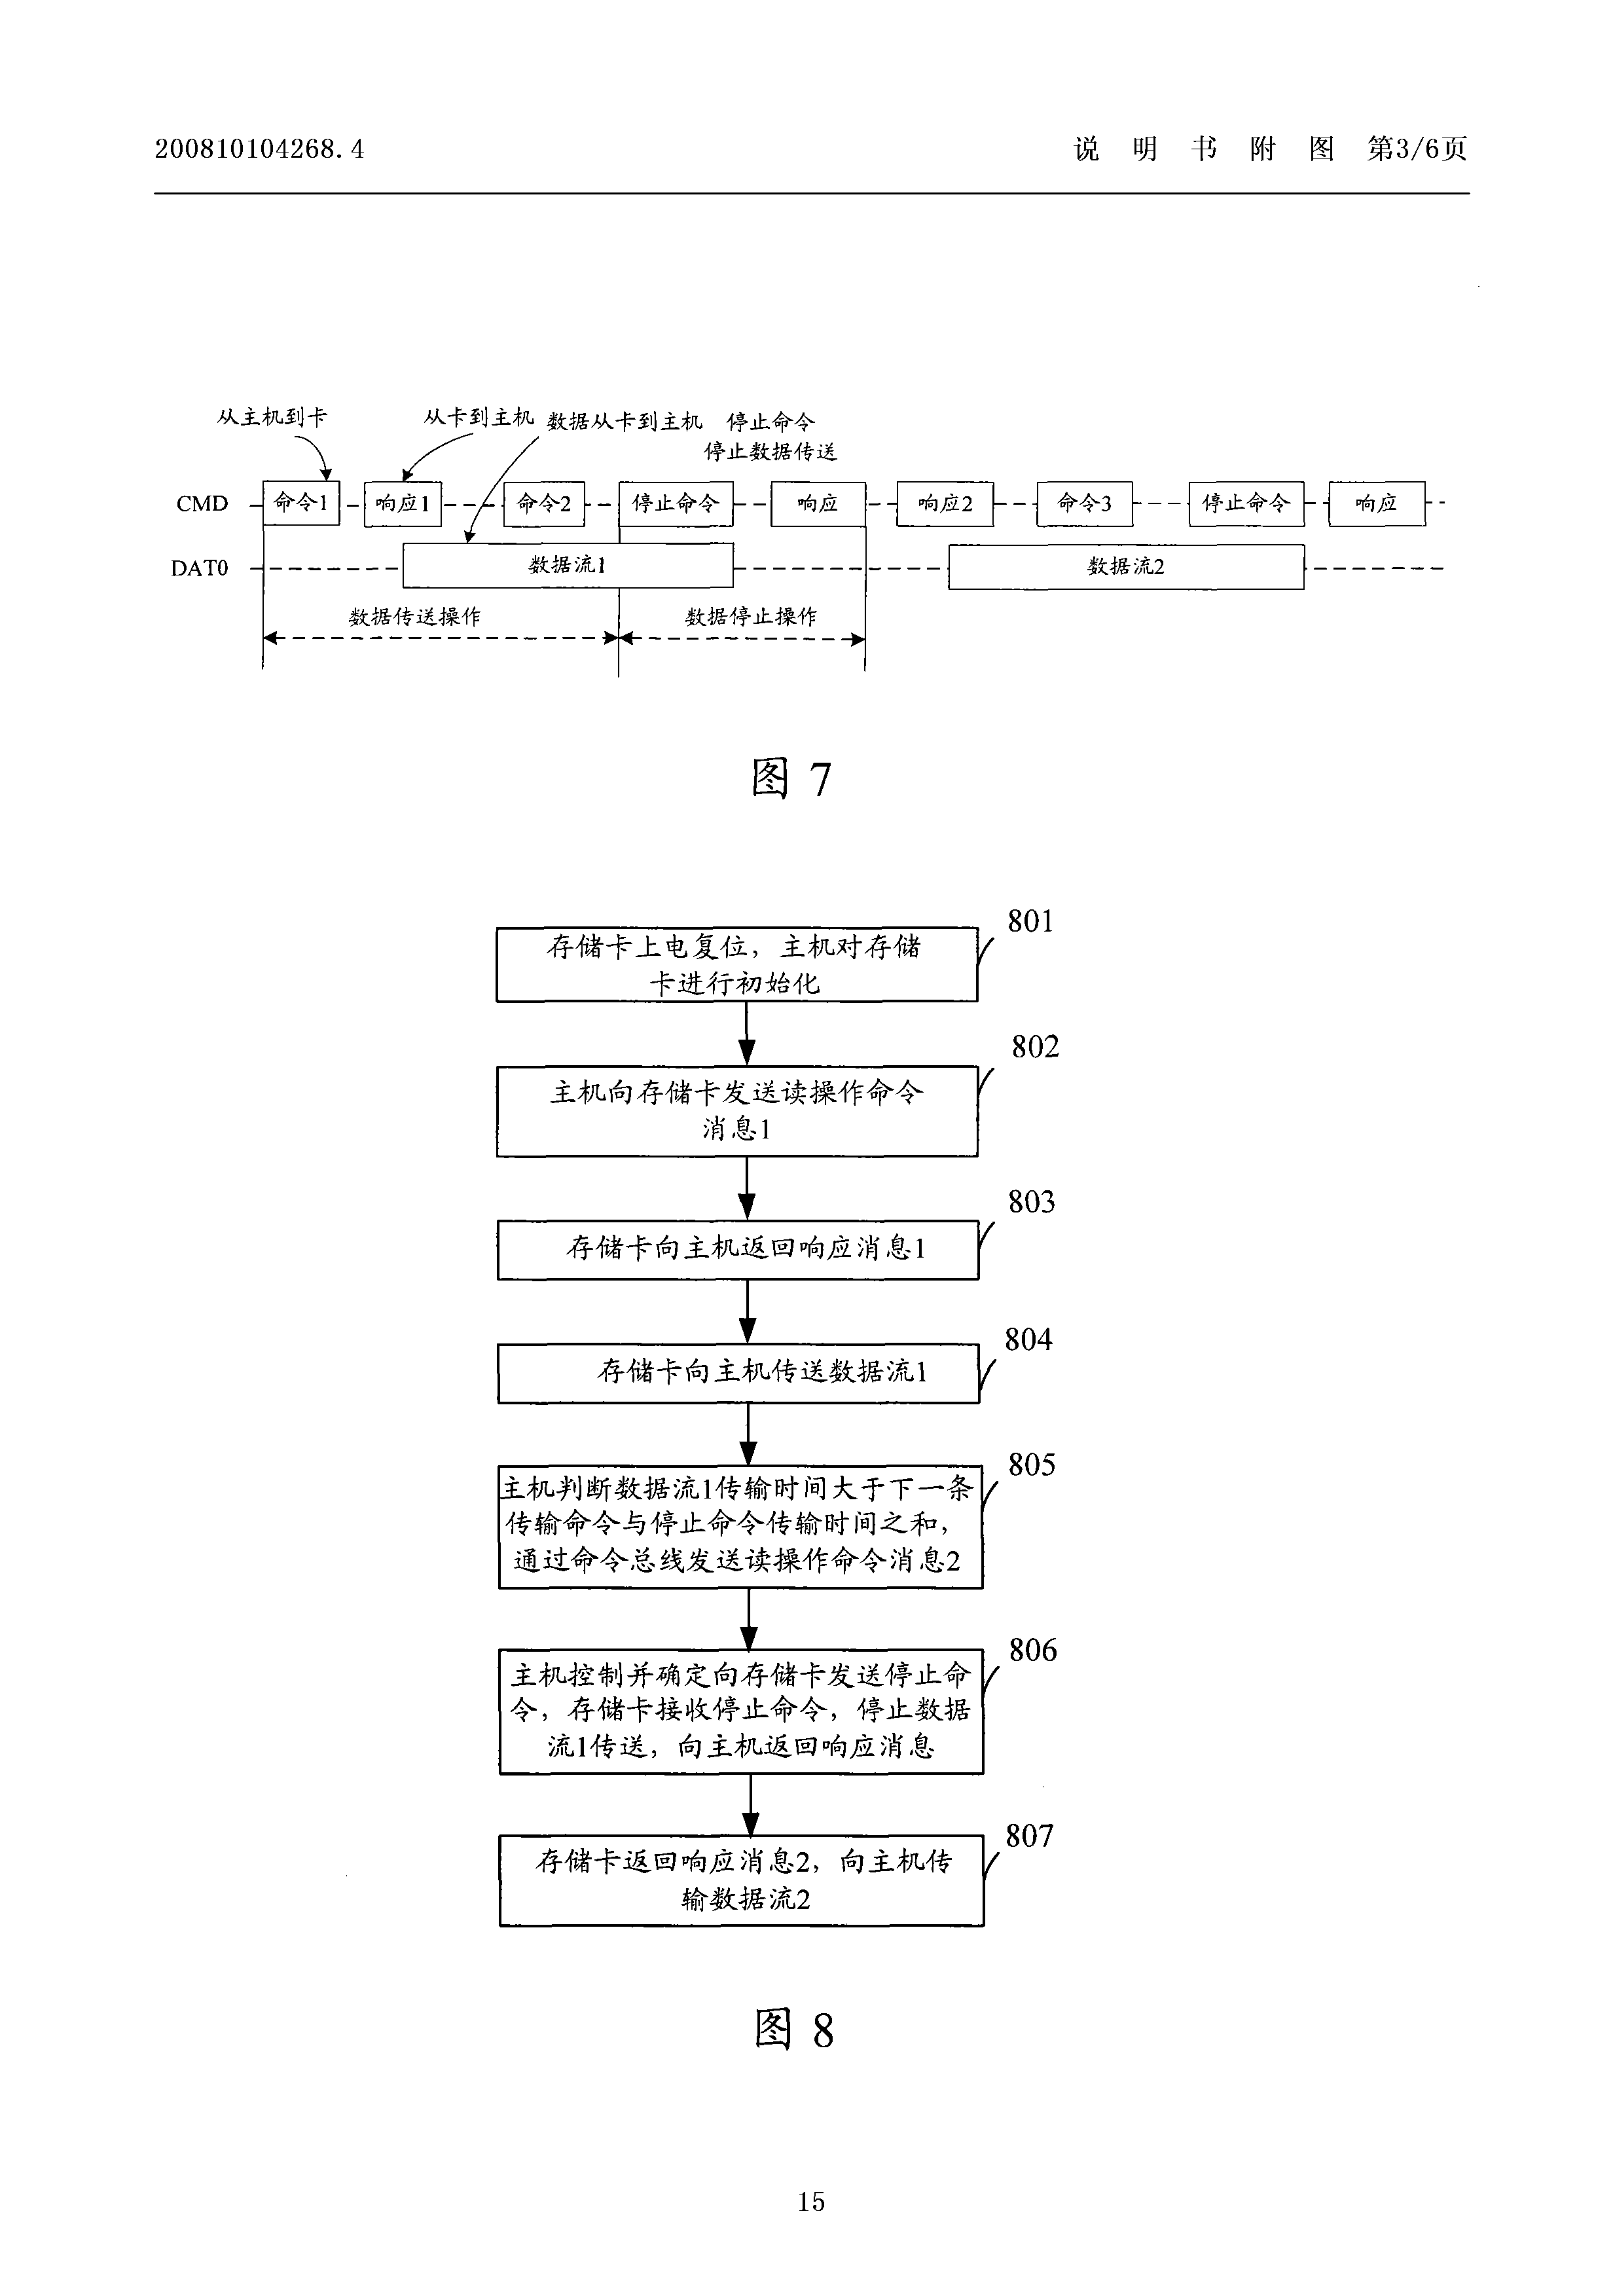 200810104268.4 说 明 书 附 图 第3/6页
从主机到卡 从卡到主机 数据从卡到主机 停止命令
停止数据传送
CMD 命令1 响应1 命令2 停止命令 响应 响应2 命令3 停止命令 响应
DAT0 数据流1 数据流2
数据传送操作 数据停止操作
图 7
801
存储卡上电复位，主机对存储
卡进行初始化
802
主机向存储卡发送读操作命令
消息1
803
存储卡向主机返回响应消息1
804
存储卡向主机传送数据流1
805
主机判断数据流1传输时间大于下一条
传输命令与停止命令传输时间之和，
通过命令总线发送读操作命令消息2
806
主机控制并确定向存储卡发送停止命
令，存储卡接收停止命令，停止数据
流1传送，向主机返回响应消息
807
存储卡返回响应消息2，向主机传
输数据流2
图 8
15